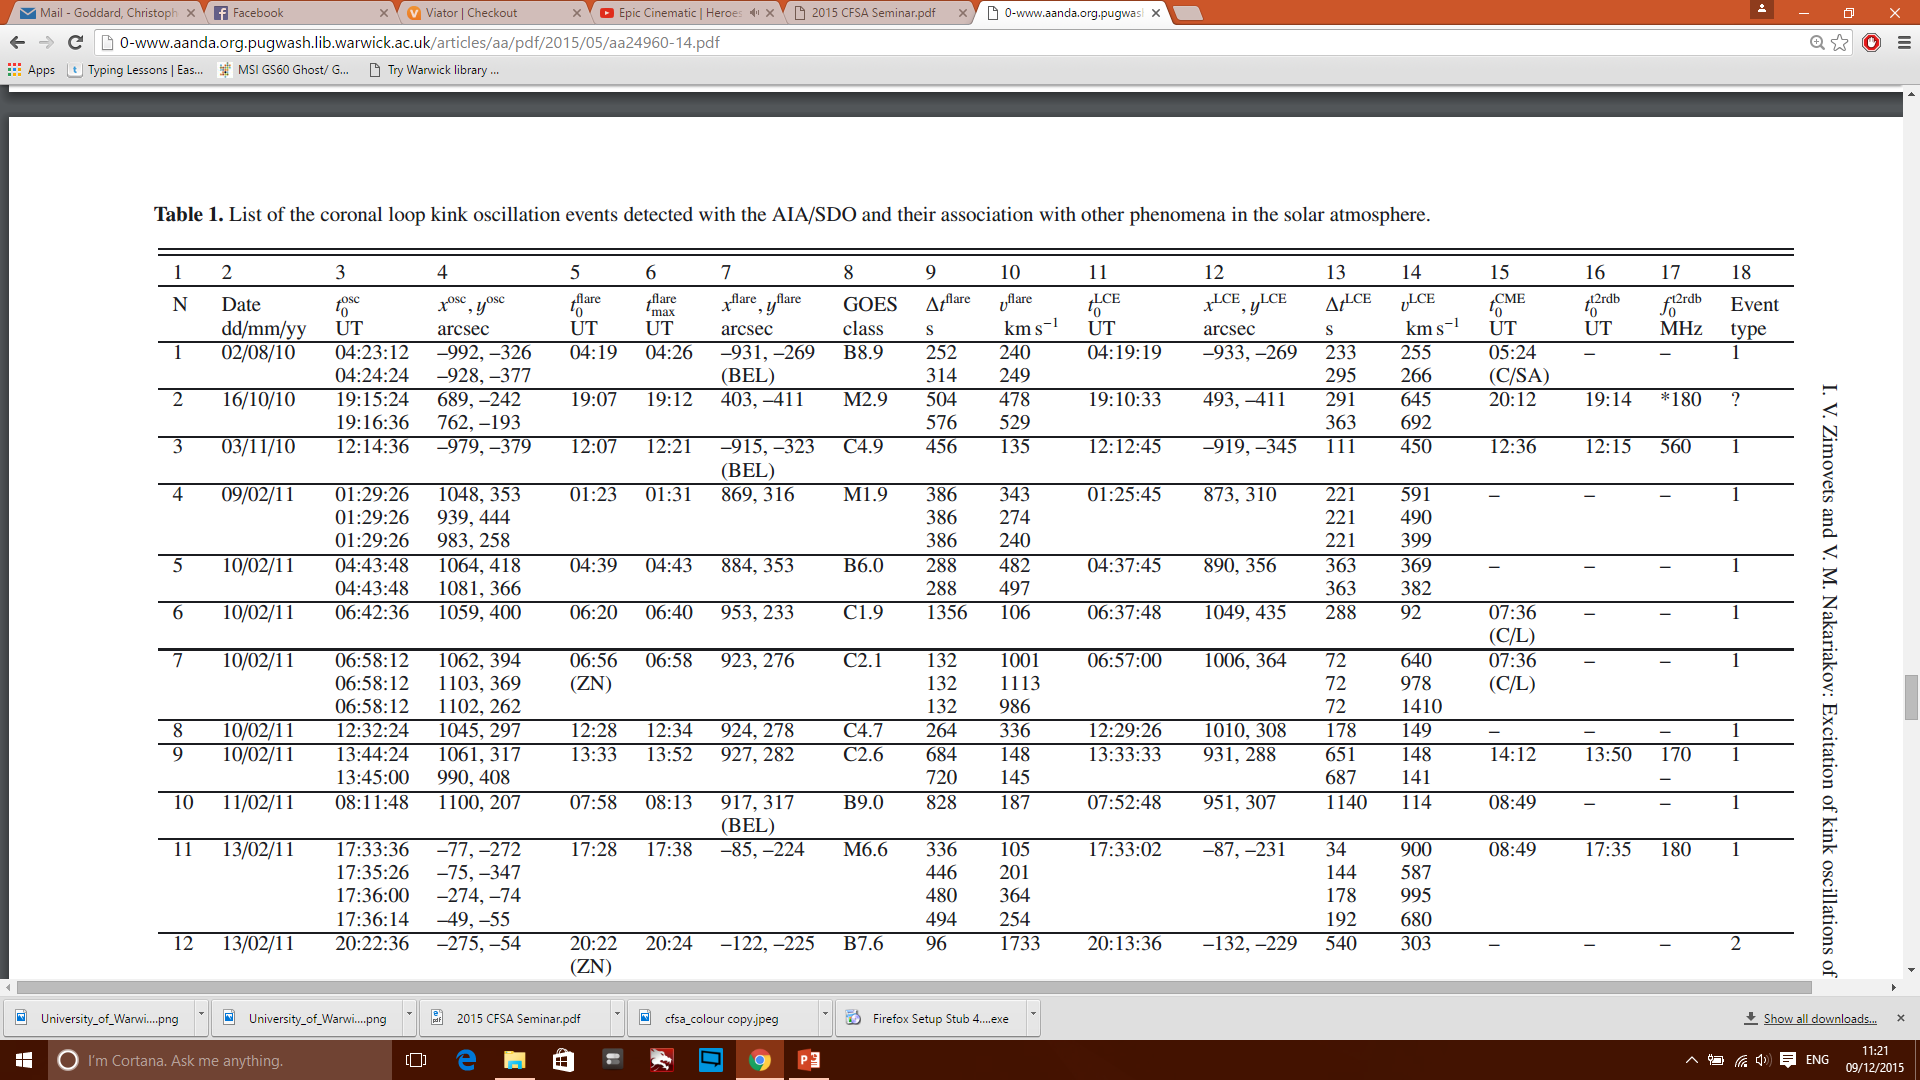 Mail - Goddard, Christoph
Facebook
Viator | Checkout
Epic Cinematic | Heroes
2015 CFSA Seminar.pdf
0-www.aanda.org.pugwas
0-www.aanda.org.pugwash.lib.warwick.ac.uk/articles/aa/pdf/2015/05/aa24960-14.pdf
Apps Typing Lessons | Eas... MSI GS60 Ghost/ G... Try Warwick library ...
Table 1. List of the coronal loop kink oscillation events detected with the AIA/SDO and their association with other phenomena in the solar atmosphere.
1 2 3 4 5 6 7 8 9 10 11 12 13 14 15 16 17 18
N Date t₀^osc x^osc, y^osc t₀^flare t_max^flare x^flare, y^flare GOES Δt^flare v^flare t₀^LCE x^LCE, y^LCE Δt^LCE v^LCE t₀^CME t₀^t2rdb f₀^t2rdb Event
dd/mm/yy UT arcsec UT UT arcsec class s km s⁻¹ UT arcsec s km s⁻¹ UT UT MHz type
1 02/08/10 04:23:12 –992, –326 04:19 04:26 –931, –269 B8.9 252 240 04:19:19 –933, –269 233 255 05:24 – – 1
04:24:24 –928, –377 (BEL) 314 249 295 266 (C/SA)
2 16/10/10 19:15:24 689, –242 19:07 19:12 403, –411 M2.9 504 478 19:10:33 493, –411 291 645 20:12 19:14 *180 ?
19:16:36 762, –193 576 529 363 692
3 03/11/10 12:14:36 –979, –379 12:07 12:21 –915, –323 C4.9 456 135 12:12:45 –919, –345 111 450 12:36 12:15 560 1
(BEL)
4 09/02/11 01:29:26 1048, 353 01:23 01:31 869, 316 M1.9 386 343 01:25:45 873, 310 221 591 – – – 1
01:29:26 939, 444 386 274 221 490
01:29:26 983, 258 386 240 221 399
5 10/02/11 04:43:48 1064, 418 04:39 04:43 884, 353 B6.0 288 482 04:37:45 890, 356 363 369 – – – 1
04:43:48 1081, 366 288 497 363 382
6 10/02/11 06:42:36 1059, 400 06:20 06:40 953, 233 C1.9 1356 106 06:37:48 1049, 435 288 92 07:36 – – 1
(C/L)
7 10/02/11 06:58:12 1062, 394 06:56 06:58 923, 276 C2.1 132 1001 06:57:00 1006, 364 72 640 07:36 – – 1
06:58:12 1103, 369 (ZN) 132 1113 72 978 (C/L)
06:58:12 1102, 262 132 986 72 1410
8 10/02/11 12:32:24 1045, 297 12:28 12:34 924, 278 C4.7 264 336 12:29:26 1010, 308 178 149 – – – 1
9 10/02/11 13:44:24 1061, 317 13:33 13:52 927, 282 C2.6 684 148 13:33:33 931, 288 651 148 14:12 13:50 170 1
13:45:00 990, 408 720 145 687 141 –
10 11/02/11 08:11:48 1100, 207 07:58 08:13 917, 317 B9.0 828 187 07:52:48 951, 307 1140 114 08:49 – – 1
(BEL)
11 13/02/11 17:33:36 –77, –272 17:28 17:38 –85, –224 M6.6 336 105 17:33:02 –87, –231 34 900 08:49 17:35 180 1
17:35:26 –75, –347 446 201 144 587
17:36:00 –274, –74 480 364 178 995
17:36:14 –49, –55 494 254 192 680
12 13/02/11 20:22:36 –275, –54 20:22 20:24 –122, –225 B7.6 96 1733 20:13:36 –132, –229 540 303 – – – 2
(ZN)
I. V. Zimovets and V. M. Nakariakov: Excitation of kink oscillations of
University_of_Warwi....png
University_of_Warwi....png
2015 CFSA Seminar.pdf
cfsa_colour copy.jpeg
Firefox Setup Stub 4....exe
Show all downloads...
I'm Cortana. Ask me anything.
ENG
11:21
09/12/2015